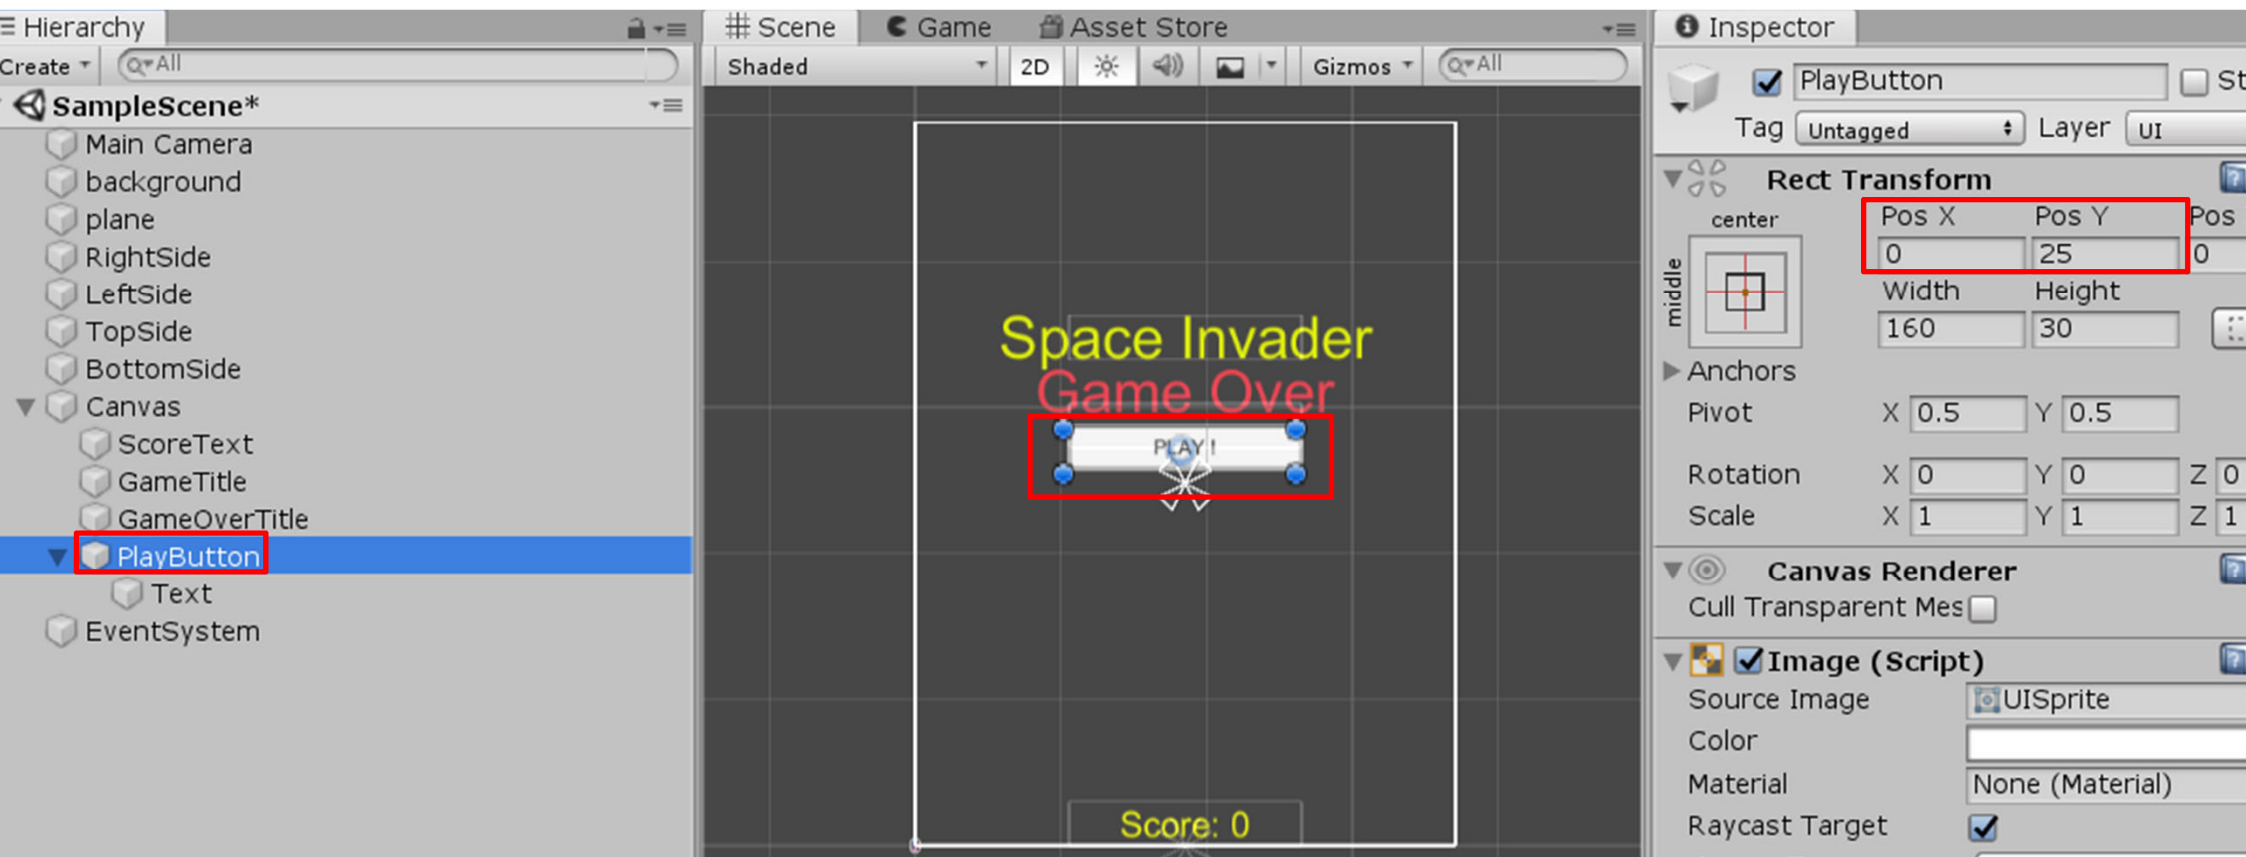 Hierarchy
Create
All
SampleScene*
Main Camera
background
plane
RightSide
LeftSide
TopSide
BottomSide
Canvas
ScoreText
GameTitle
GameOverTitle
PlayButton
Text
EventSystem
Scene Game Asset Store
Shaded 2D Gizmos All
Space Invader
Game Over
PLAY!
Score: 0
Inspector
PlayButton St
Tag Untagged Layer UI
Rect Transform
center
middle
Pos X Pos Y Pos
0 25 0
Width Height
160 30
Anchors
Pivot X 0.5 Y 0.5
Rotation X 0 Y 0 Z 0
Scale X 1 Y 1 Z 1
Canvas Renderer
Cull Transparent Mes
Image (Script)
Source Image UISprite
Color
Material None (Material)
Raycast Target